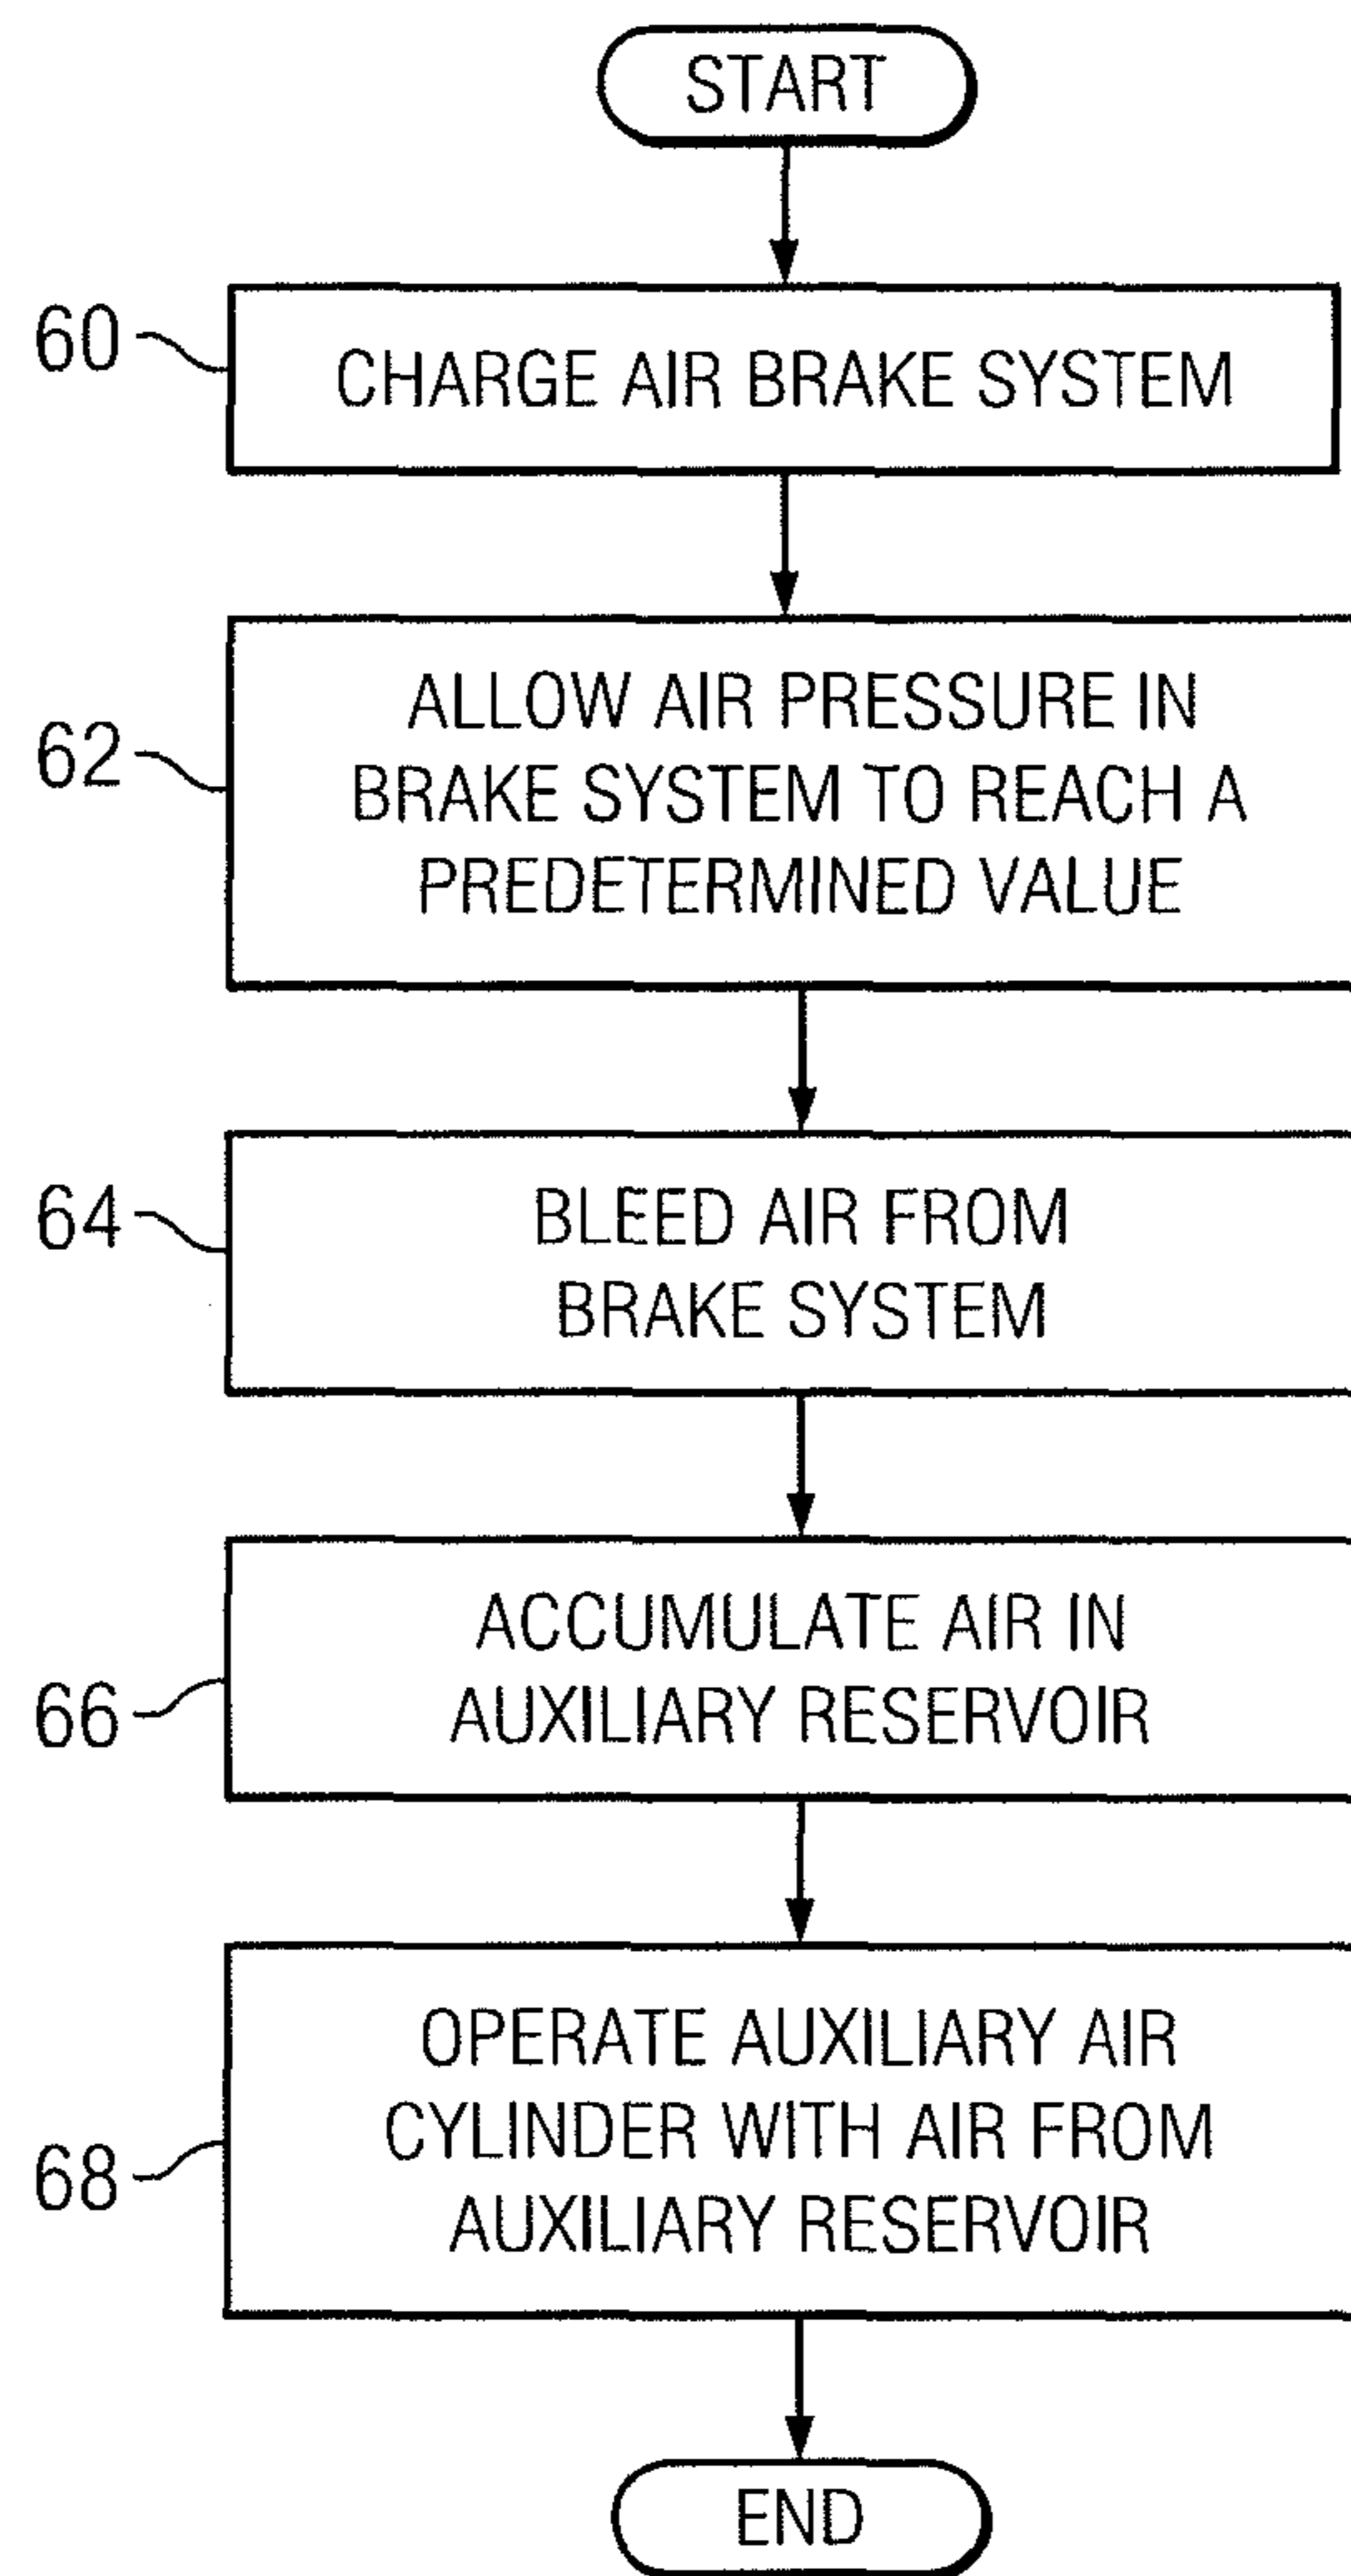 START
60
CHARGE AIR BRAKE SYSTEM
62
ALLOW AIR PRESSURE IN
BRAKE SYSTEM TO REACH A
PREDETERMINED VALUE
64
BLEED AIR FROM
BRAKE SYSTEM
66
ACCUMULATE AIR IN
AUXILIARY RESERVOIR
68
OPERATE AUXILIARY AIR
CYLINDER WITH AIR FROM
AUXILIARY RESERVOIR
END